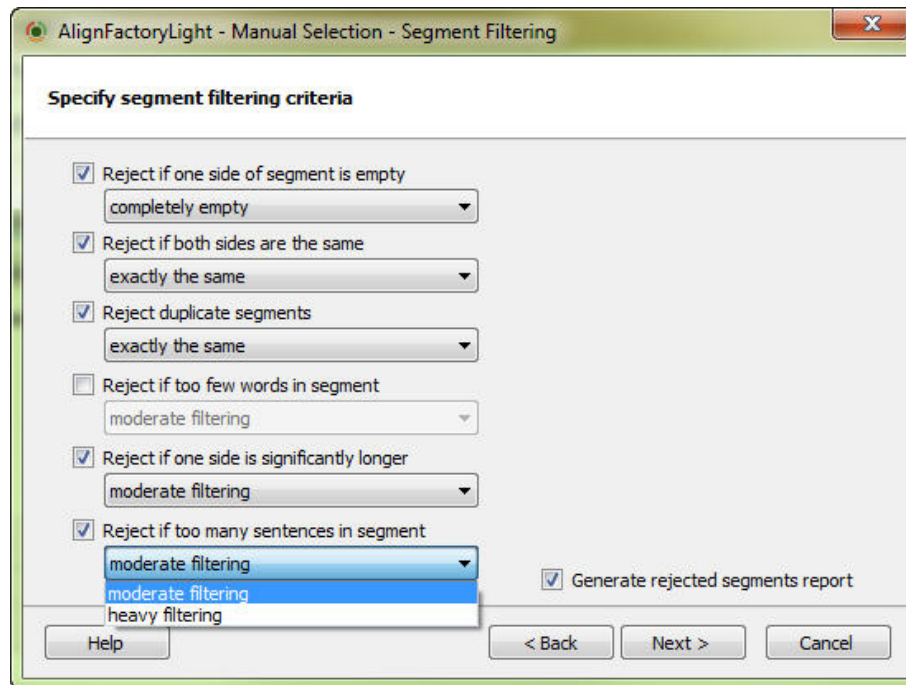 AlignFactoryLight - Manual Selection - Segment Filtering
Specify segment filtering criteria
Reject if one side of segment is empty
completely empty
Reject if both sides are the same
exactly the same
Reject duplicate segments
exactly the same
Reject if too few words in segment
moderate filtering
Reject if one side is significantly longer
moderate filtering
Reject if too many sentences in segment
moderate filtering
moderate filtering
heavy filtering
Generate rejected segments report
Help
< Back
Next >
Cancel